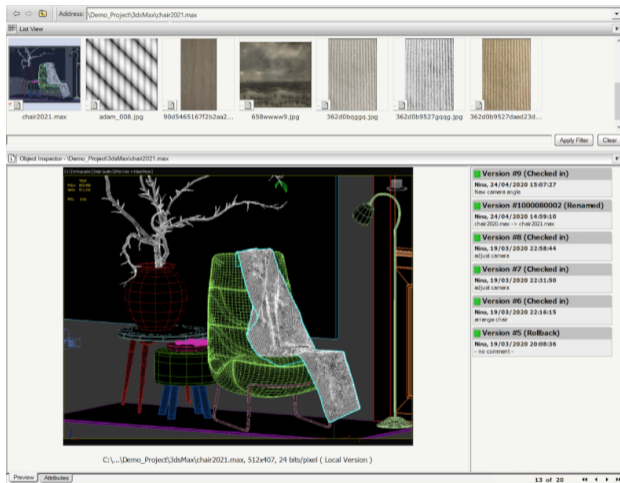 Address: \Demo_Project\3dsMax\chair2021.max
List View
chair2021.max adam_008.jpg 90d5465167f2b2aa2... 658wwww9.jpg 362d0bqggq.jpg 362d0b9527gqqg.jpg 362d0b9527daed23d...
Apply Filter Clear
Object Inspector - \Demo_Project\3dsMax\chair2021.max
Version #9 (Checked in)
Nina, 24/04/2020 15:07:27
New camera angle
Version #1000080002 (Renamed)
Nina, 24/04/2020 14:59:10
chair2020.max -> chair2021.max
Version #8 (Checked in)
Nina, 19/03/2020 22:58:44
adjust camera
Version #7 (Checked in)
Nina, 19/03/2020 22:31:50
adjust camera
Version #6 (Checked in)
Nina, 19/03/2020 22:16:15
arrange chair
Version #5 (Rollback)
Nina, 19/03/2020 20:08:36
- no comment -
C:\...\Demo_Project\3dsMax\chair2021.max, 512x407, 24 bits/pixel ( Local Version )
Preview Attributes
13 of 20